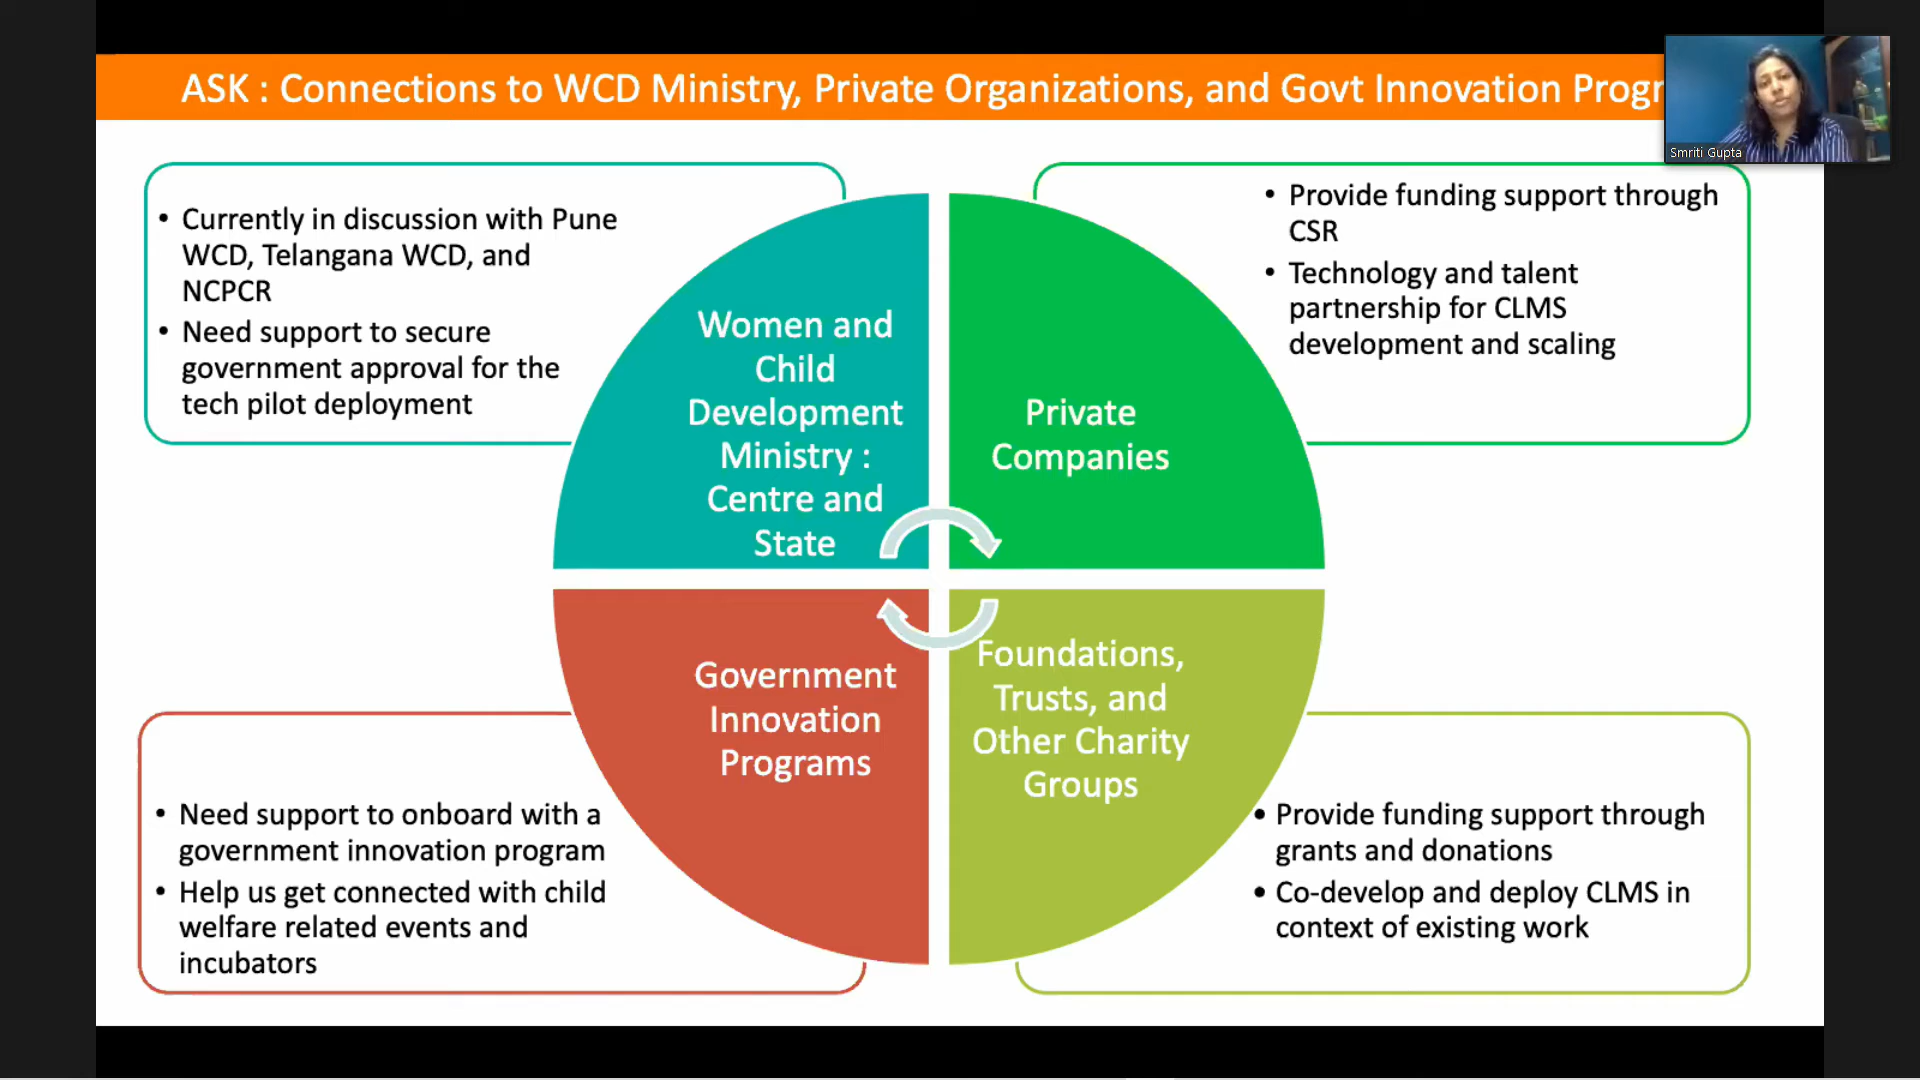 ASK : Connections to WCD Ministry, Private Organizations, and Govt Innovation Progr
Smriti Gupta
• Currently in discussion with Pune
WCD, Telangana WCD, and
NCPCR
• Need support to secure
government approval for the
tech pilot deployment
Women and
Child
Development
Ministry :
Centre and
State
Private
Companies
• Provide funding support through
CSR
• Technology and talent
partnership for CLMS
development and scaling
Government
Innovation
Programs
• Need support to onboard with a
government innovation program
• Help us get connected with child
welfare related events and
incubators
Foundations,
Trusts, and
Other Charity
Groups
• Provide funding support through
grants and donations
• Co-develop and deploy CLMS in
context of existing work